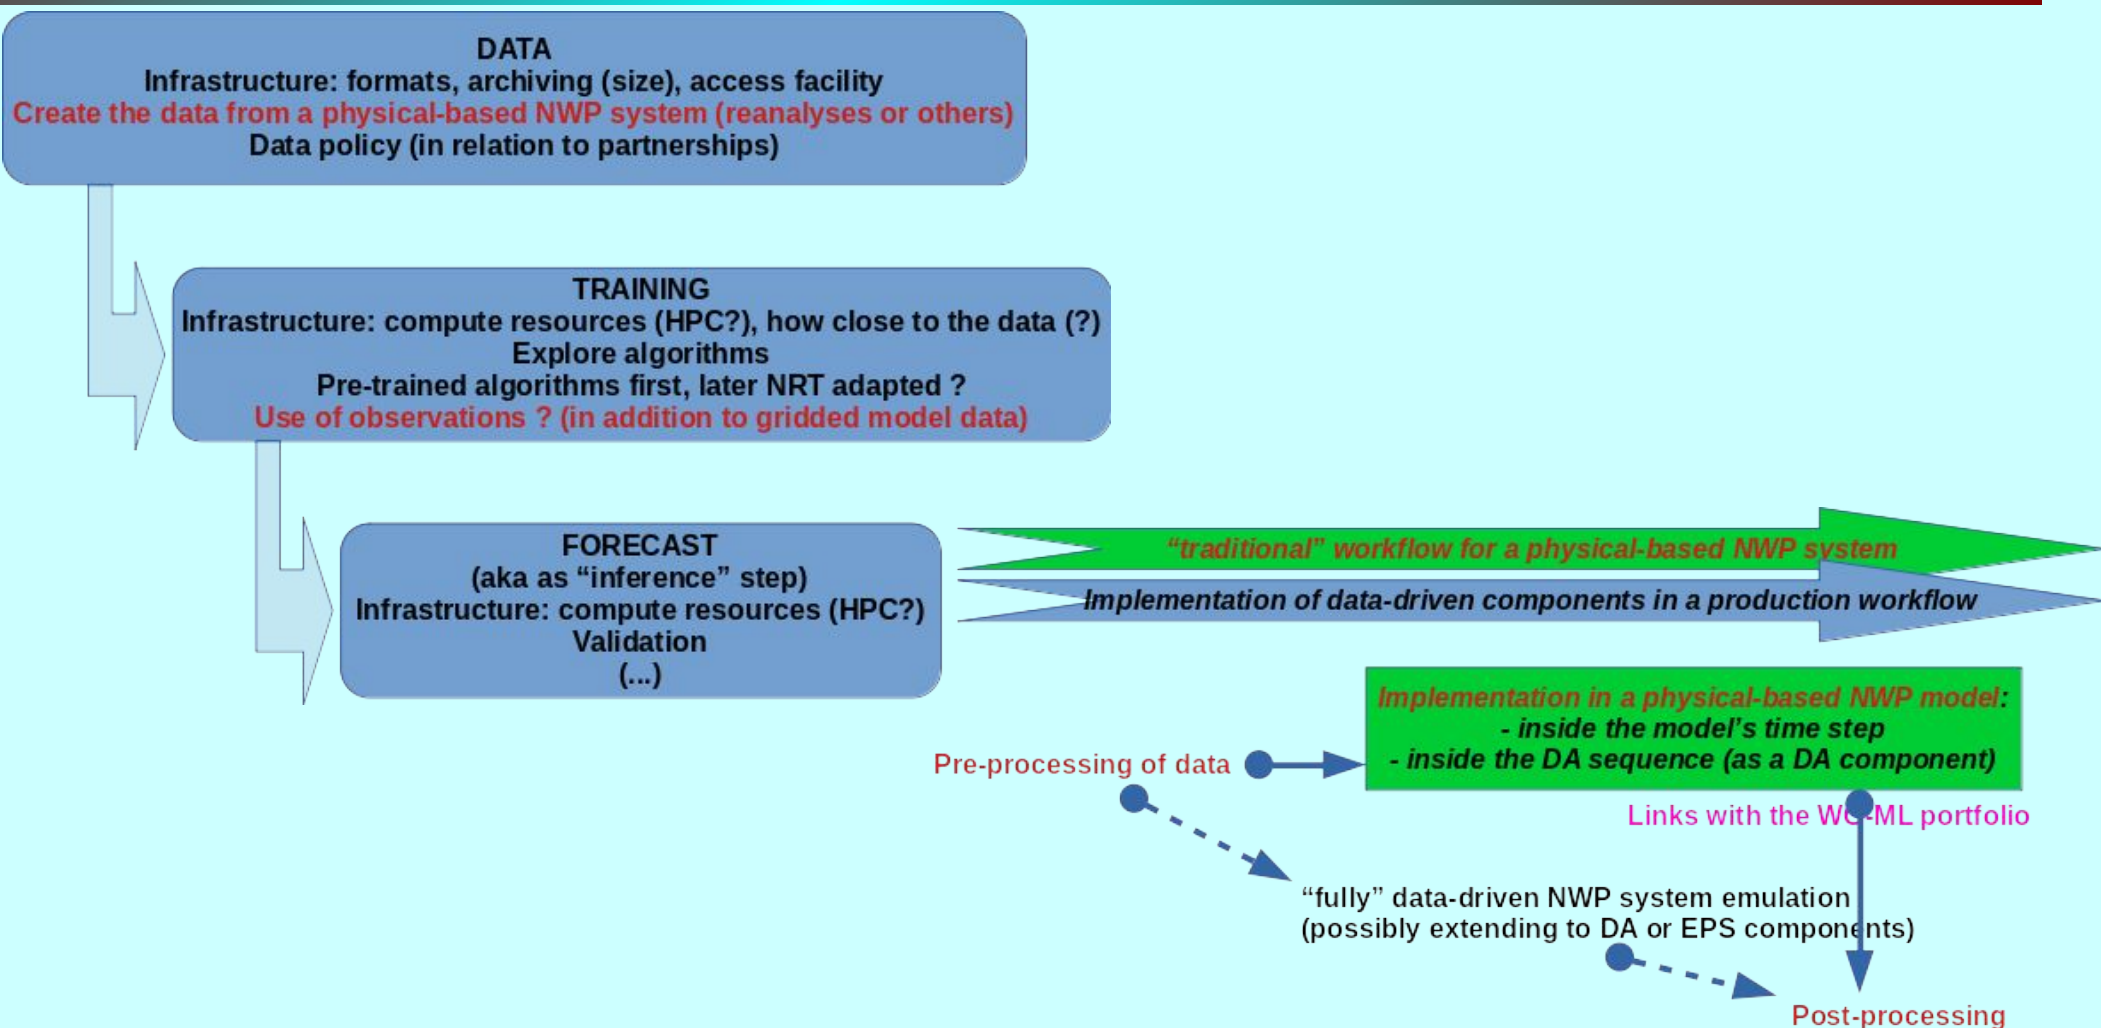 DATA
Infrastructure: formats, archiving (size), access facility
Create the data from a physical-based NWP system (reanalyses or others)
Data policy (in relation to partnerships)
TRAINING
Infrastructure: compute resources (HPC?), how close to the data (?)
Explore algorithms
Pre-trained algorithms first, later NRT adapted ?
Use of observations ? (in addition to gridded model data)
FORECAST
(aka as “inference” step)
Infrastructure: compute resources (HPC?)
Validation
(...)
“traditional” workflow for a physical-based NWP system
Implementation of data-driven components in a production workflow
Implementation in a physical-based NWP model:
- inside the model’s time step
- inside the DA sequence (as a DA component)
Pre-processing of data
Links with the WG-ML portfolio
“fully” data-driven NWP system emulation
(possibly extending to DA or EPS components)
Post-processing